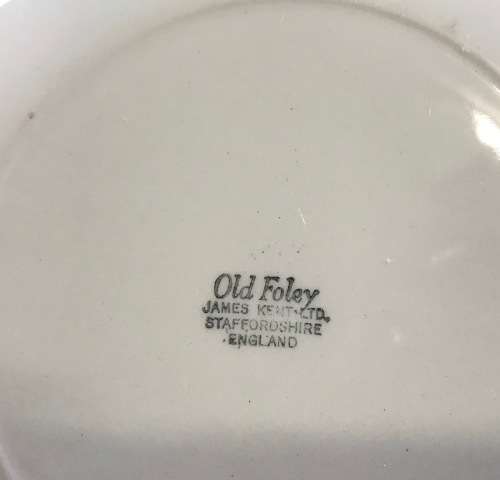 Old Foley
JAMES KENT LTD.
STAFFORDSHIRE
ENGLAND